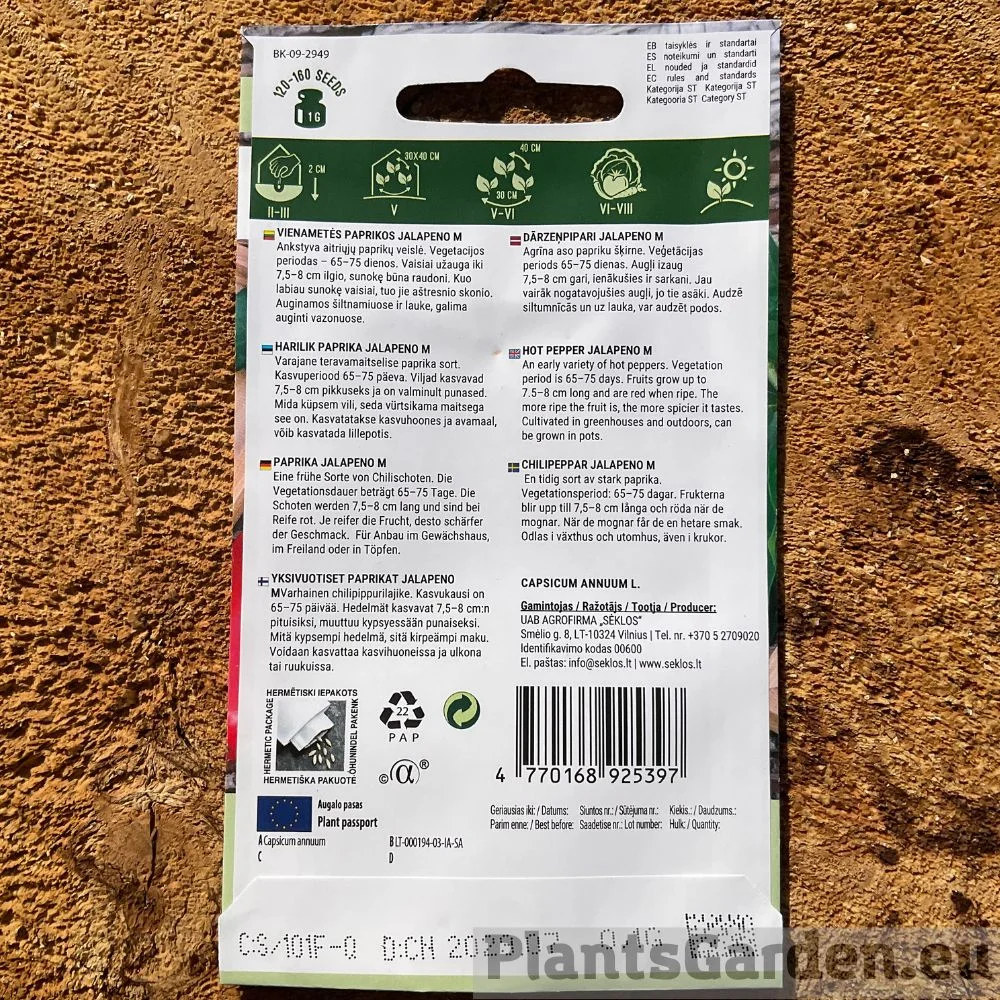 BK-09-2949
120-160 SEEDS
1G
EB taisyklės ir standartai
ES noteikumi un standarti
EL nouded ja standardid
EC rules and standards
Kategorija ST Kategorija ST
Kategooria ST Category ST
2 CM
II-III
30X40 CM
V
40 CM
30 CM
V-VI
VI-VIII
VIENAMETĖS PAPRIKOS JALAPENO M
Ankstyva aitriųjų paprikų veislė. Vegetacijos
periodas – 65–75 dienos. Vaisiai užauga iki
7,5–8 cm ilgio, sunokę būna raudoni. Kuo
labiau sunokę vaisiai, tuo jie aštresnio skonio.
Auginamos šiltnamiuose ir lauke, galima
auginti vazonuose.
DĀRZEŅPIPARI JALAPENO M
Agrīna aso papriku šķirne. Veģetācijas
periods 65–75 dienas. Augļi izaug
7,5–8 cm gari, ienākušies ir sarkani. Jau
vairāk nogatavojušies augļi, jo tie asāki. Audzē
siltumnīcās un uz lauka, var audzēt podos.
HARILIK PAPRIKA JALAPENO M
Varajane teravamaitselise paprika sort.
Kasvuperiood 65–75 päeva. Viljad kasvavad
7,5–8 cm pikkuseks ja on valminult punased.
Mida küpsem vili, seda vürtsikama maitsega
see on. Kasvatatakse kasvuhoones ja avamaal,
võib kasvatada lillepotis.
HOT PEPPER JALAPENO M
An early variety of hot peppers. Vegetation
period is 65–75 days. Fruits grow up to
7.5–8 cm long and are red when ripe. The
more ripe the fruit is, the more spicier it tastes.
Cultivated in greenhouses and outdoors, can
be grown in pots.
PAPRIKA JALAPENO M
Eine frühe Sorte von Chilischoten. Die
Vegetationsdauer beträgt 65–75 Tage. Die
Schoten werden 7,5–8 cm lang und sind bei
Reife rot. Je reifer die Frucht, desto schärfer
der Geschmack. Für Anbau im Gewächshaus,
im Freiland oder in Töpfen.
CHILIPEPPAR JALAPENO M
En tidig sort av stark paprika.
Vegetationsperiod: 65–75 dagar. Frukterna
blir upp till 7,5–8 cm långa och röda när de
mognar. När de mognar får de en hetare smak.
Odlas i växthus och utomhus, även i krukor.
YKSIVUOTISET PAPRIKAT JALAPENO
MVarhainen chilipippurilajike. Kasvukausi on
65–75 päivää. Hedelmät kasvavat 7,5–8 cm:n
pituisiksi, muuttuu kypsyessään punaiseksi.
Mitä kypsempi hedelmä, sitä kirpeämpi maku.
Voidaan kasvattaa kasvihuoneissa ja ulkona
tai ruukuissa.
CAPSICUM ANNUUM L.
Gamintojas / Ražotājs / Tootja / Producer:
UAB AGROFIRMA „SĖKLOS“
Smėlio g. 8, LT-10324 Vilnius | Tel. nr. +370 5 2709020
Identifikavimo kodas 00600
El. paštas: info@seklos.lt | www.seklos.lt
HERMĒTISKI IEPAKOTS
HERMETIC PACKAGE
ÕHUNINDEL PAKENK
HERMETIŠKA PAKUOTĖ
22
PAP
© α ®
4 770168 925397
Augalo pasas
Plant passport
A Capsicum annuum
B LT-000194-03-IA-SA
C
D
Geriausias iki: / Datums:
Siuntos nr.: / Sūtējuma nr.:
Kiekis.: / Daudzums.:
Parim enne: / Best before:
Saadetise nr.: Lot number:
Hulk: / Quantity:
PlantsGarden.eu